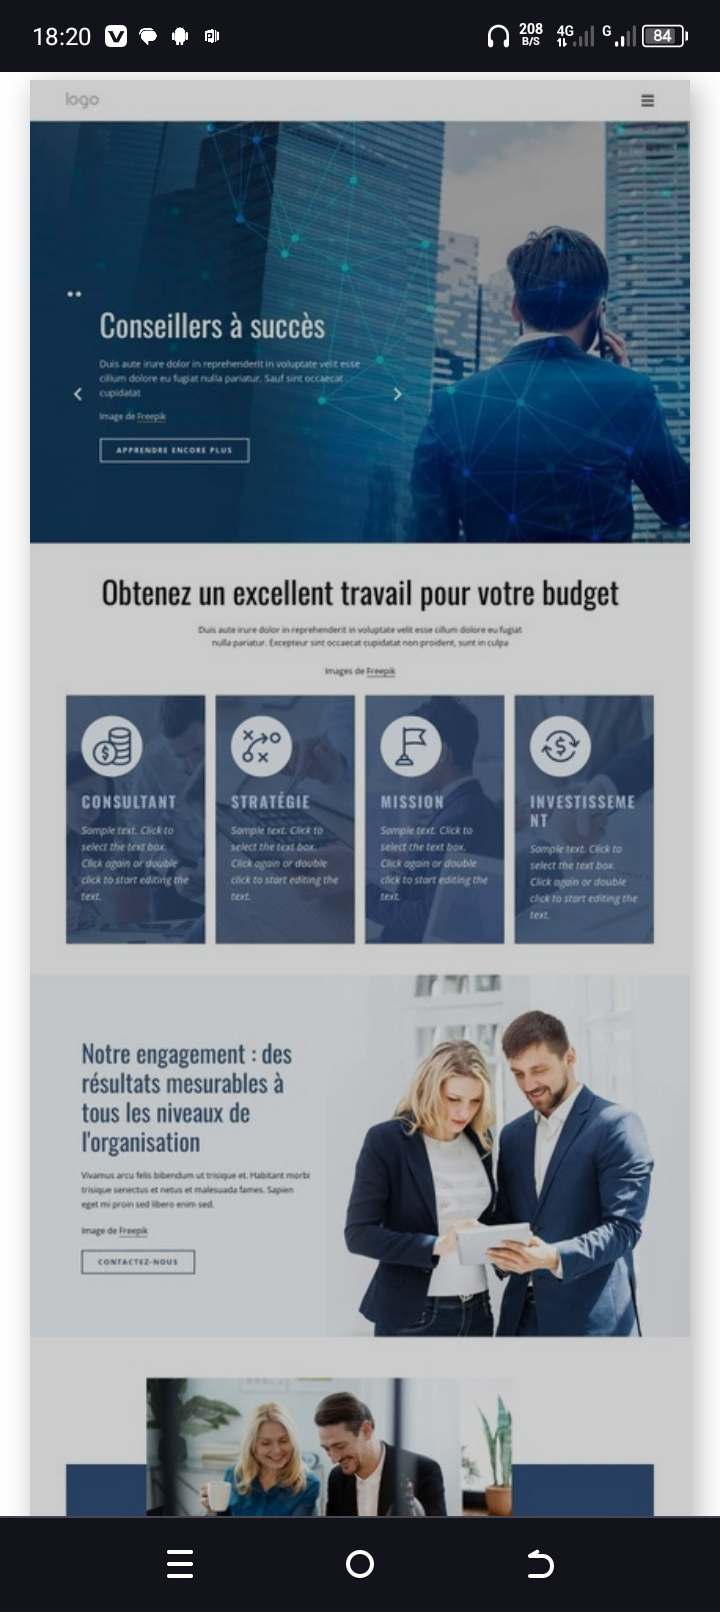 18:20
208
B/S
4G
G
84
logo
Conseillers à succès
Duis aute irure dolor in reprehenderit in voluptate velit esse
cillum dolore eu fugiat nulla pariatur. Sauf sint occaecat
cupidatat
Image de Freepik
APPRENDRE ENCORE PLUS
Obtenez un excellent travail pour votre budget
Duis aute irure dolor in reprehenderit in voluptate velit esse cillum dolore eu fugiat
nulla pariatur. Excepteur sint occaecat cupidatat non proident, sunt in culpa
Images de Freepik
CONSULTANT
Sample text. Click to
select the text box.
Click again or double
click to start editing the
text.
STRATÉGIE
Sample text. Click to
select the text box.
Click again or double
click to start editing the
text.
MISSION
Sample text. Click to
select the text box.
Click again or double
click to start editing the
text.
INVESTISSEME
NT
Sample text. Click to
select the text box.
Click again or double
click to start editing the
text.
Notre engagement : des
résultats mesurables à
tous les niveaux de
l'organisation
Vivamus arcu felis bibendum ut trisique et. Habitant morbi
trisique senectus et netus et malesuada fames. Sapien
eget mi proin sed libero enim sed.
Image de Freepik
CONTACTEZ-NOUS